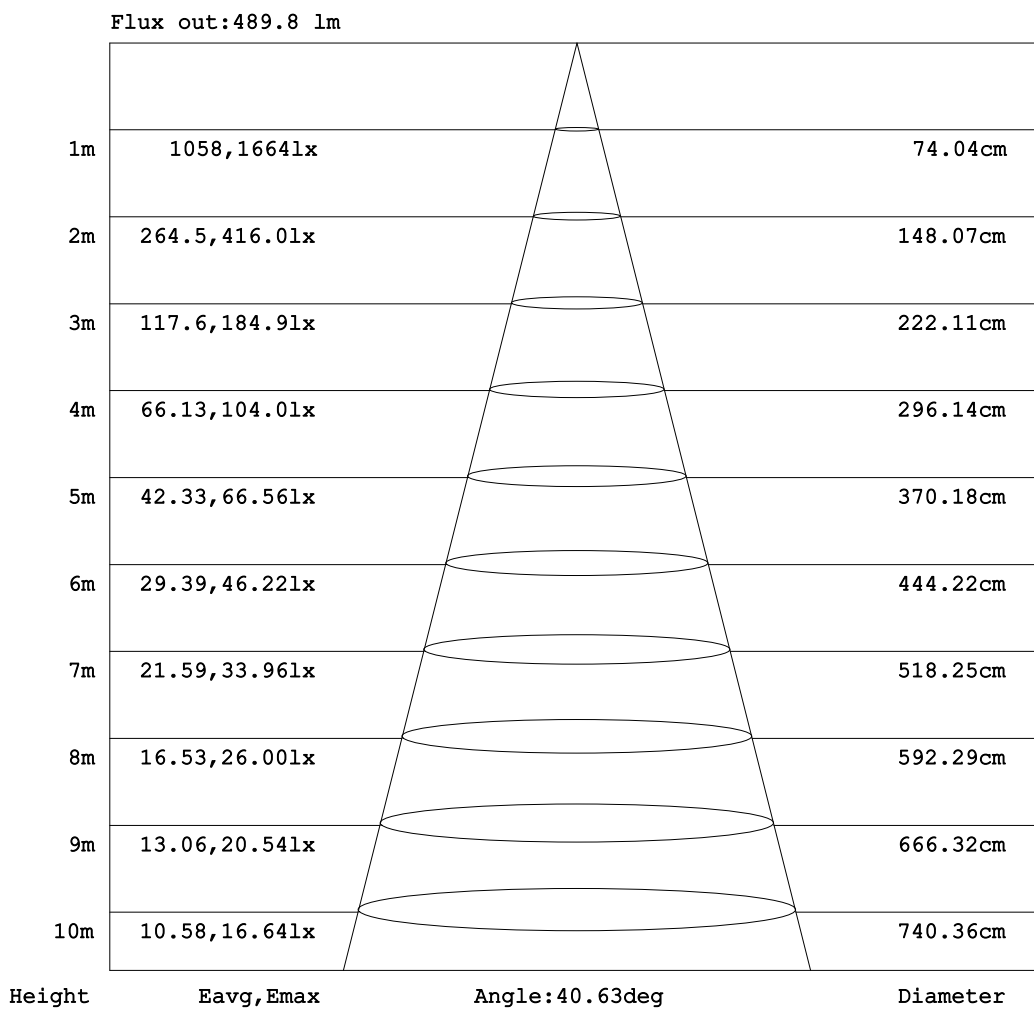 Flux out:489.8 lm
1m 1058,1664lx 74.04cm
2m 264.5,416.0lx 148.07cm
3m 117.6,184.9lx 222.11cm
4m 66.13,104.0lx 296.14cm
5m 42.33,66.56lx 370.18cm
6m 29.39,46.22lx 444.22cm
7m 21.59,33.96lx 518.25cm
8m 16.53,26.00lx 592.29cm
9m 13.06,20.54lx 666.32cm
10m 10.58,16.64lx 740.36cm
Height Eavg,Emax Angle:40.63deg Diameter